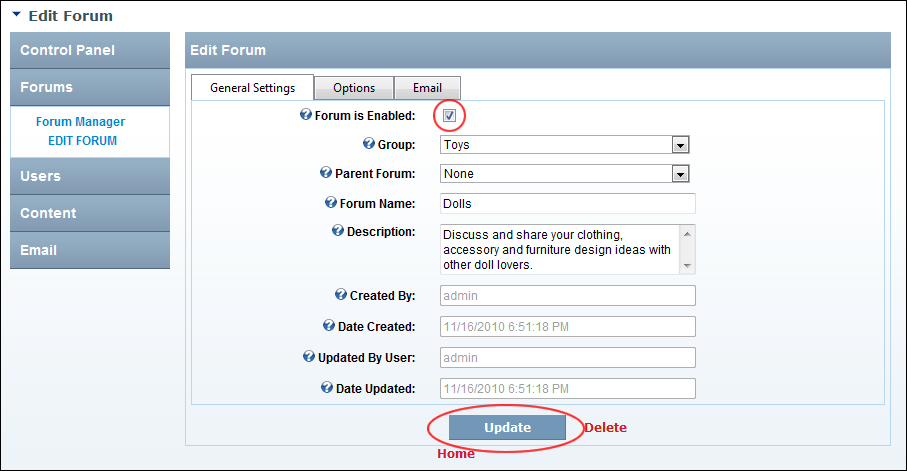 Edit Forum
Control Panel
Forums
Forum Manager
EDIT FORUM
Users
Content
Email
Edit Forum
General Settings
Options
Email
Forum is Enabled:
Group:
Toys
Parent Forum:
None
Forum Name:
Dolls
Description:
Discuss and share your clothing,
accessory and furniture design ideas with
other doll lovers.
Created By:
admin
Date Created:
11/16/2010 6:51:18 PM
Updated By User:
admin
Date Updated:
11/16/2010 6:51:18 PM
Update
Delete
Home